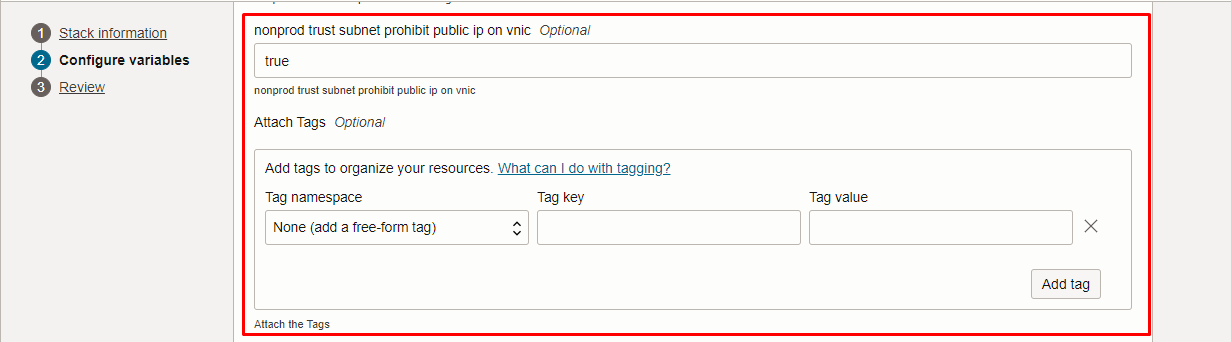 1 Stack information
2 Configure variables
3 Review
nonprod trust subnet prohibit public ip on vnic Optional
true
nonprod trust subnet prohibit public ip on vnic
Attach Tags Optional
Add tags to organize your resources. What can I do with tagging?
Tag namespace Tag key Tag value
None (add a free-form tag)
Add tag
Attach the Tags